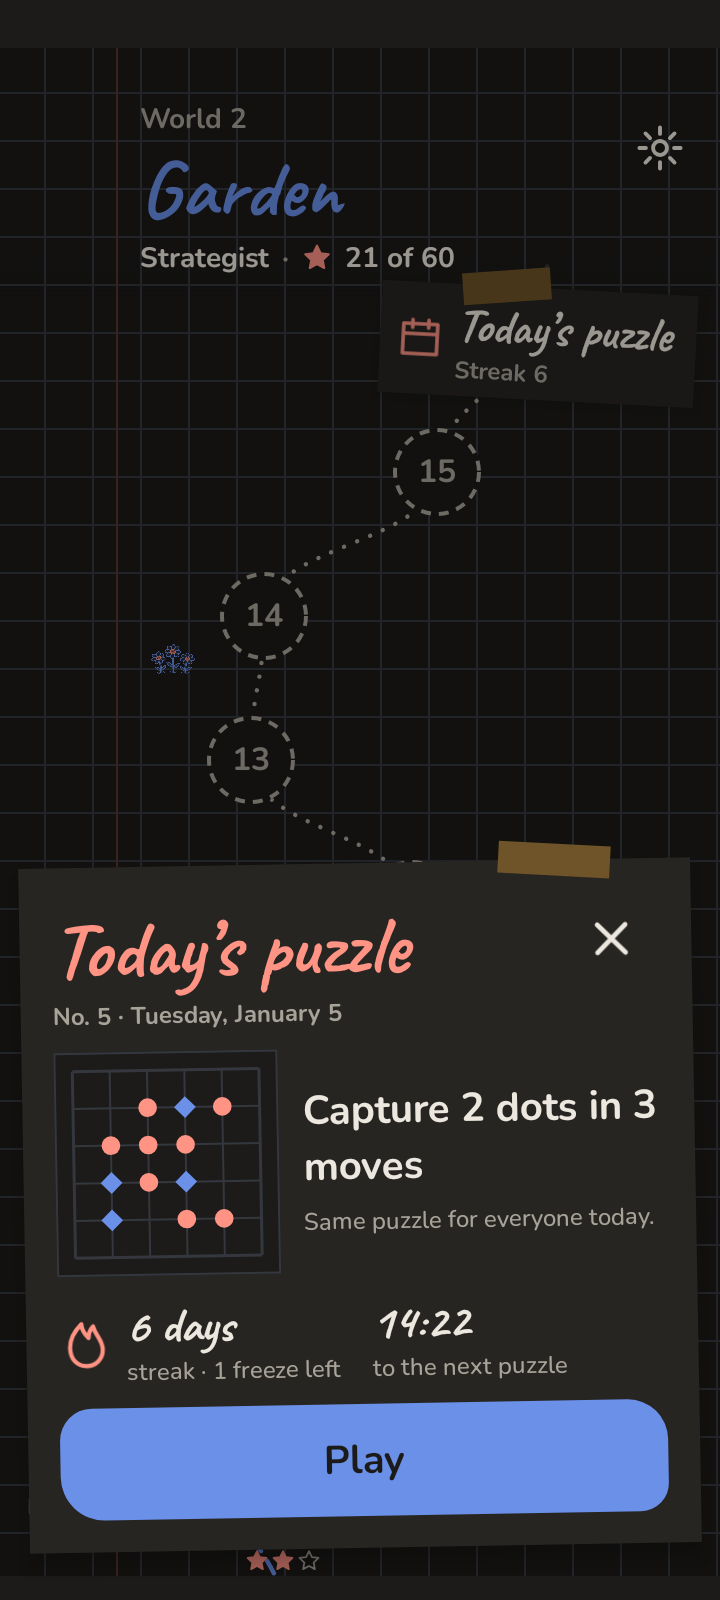 World 2
Garden
Strategist · 21 of 60
Today's puzzle
Streak 6
15
14
13
Today's puzzle
No. 5 · Tuesday, January 5
Capture 2 dots in 3
moves
Same puzzle for everyone today.
6 days
streak · 1 freeze left
14:22
to the next puzzle
Play